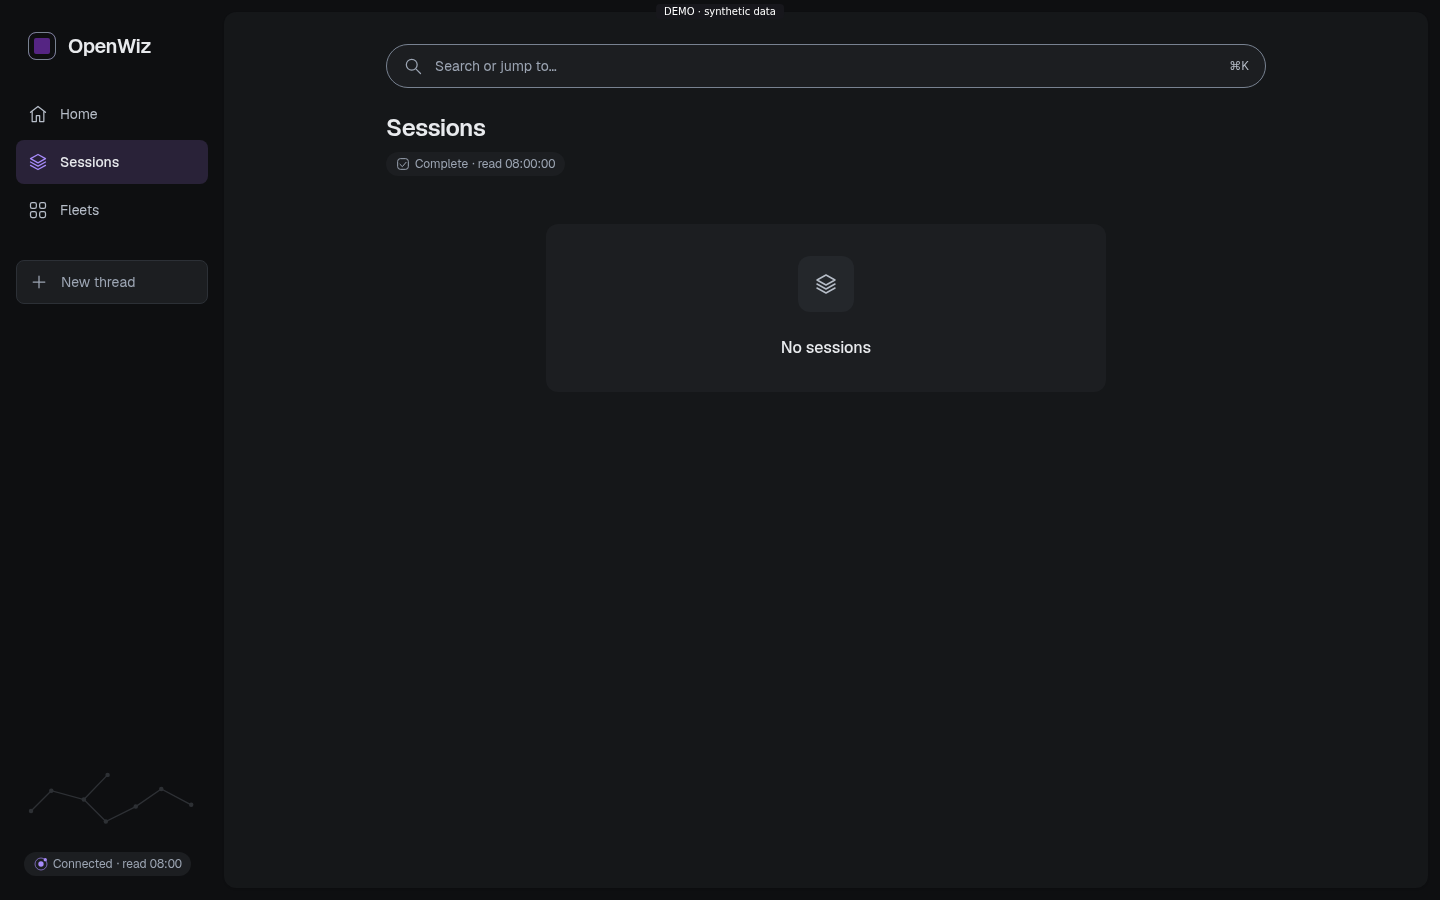 DEMO · synthetic data
OpenWiz
Home
Sessions
Fleets
New thread
Connected · read 08:00
Search or jump to…
⌘K
Sessions
Complete · read 08:00:00
No sessions